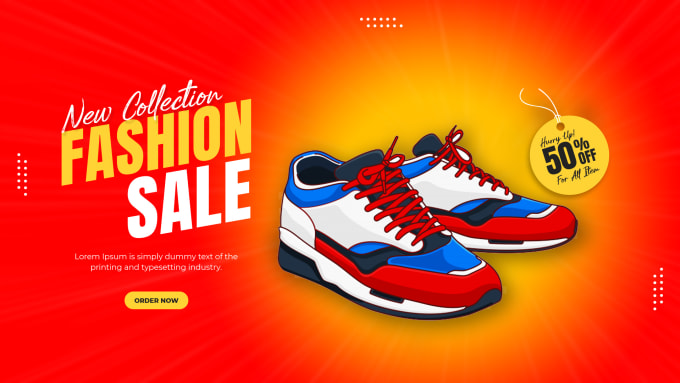 New Collection
FASHION
SALE
Lorem Ipsum is simply dummy text of the
printing and typesetting industry.
ORDER NOW
Hurry Up!
50% OFF
For All Item